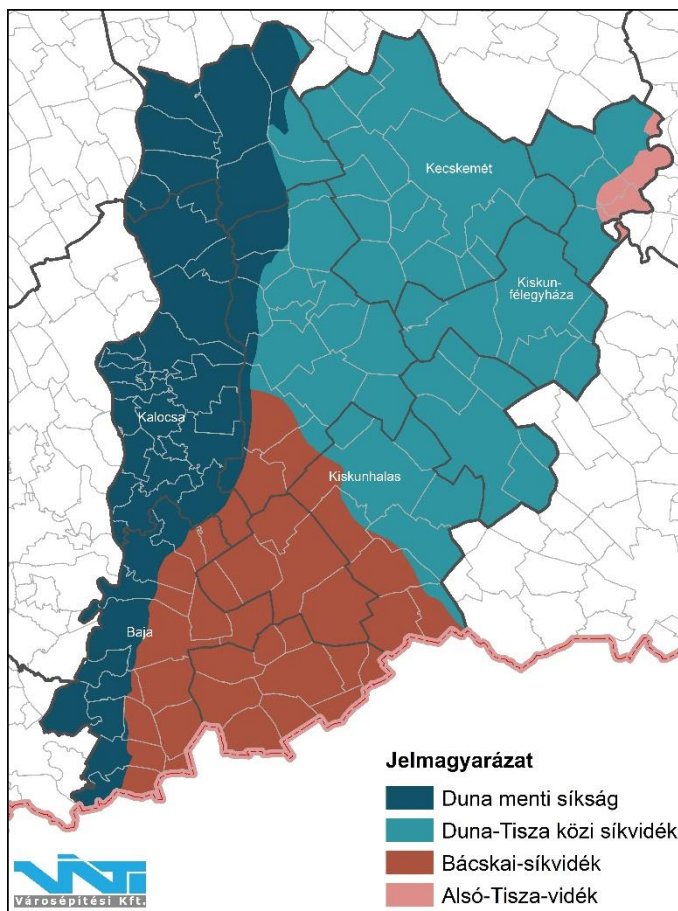 Kecskemét
Kiskun-
félegyháza
Kalocsa
Kiskunhalas
Baja
Jelmagyarázat
Duna menti síkság
Duna-Tisza közi síkvidék
Bácskai-síkvidék
Alsó-Tisza-vidék
VÁTI
Városépítési Kft.